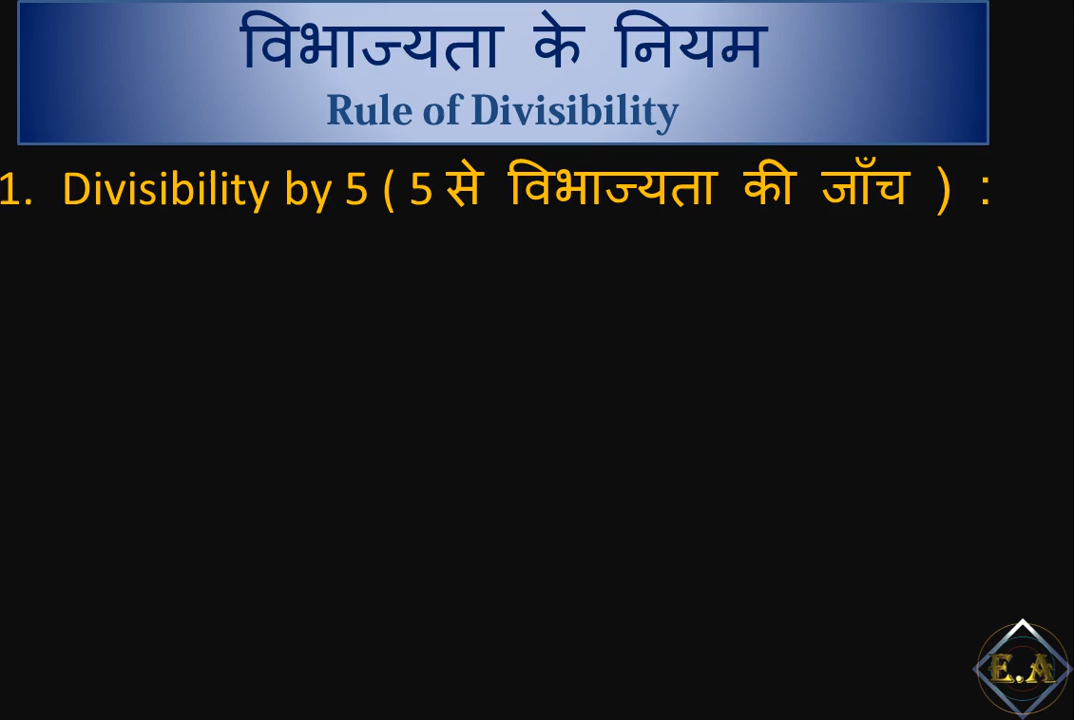 विभाज्यता के नियम
Rule of Divisibility
1. Divisibility by 5 ( 5 से विभाज्यता की जाँच ) :
E.A